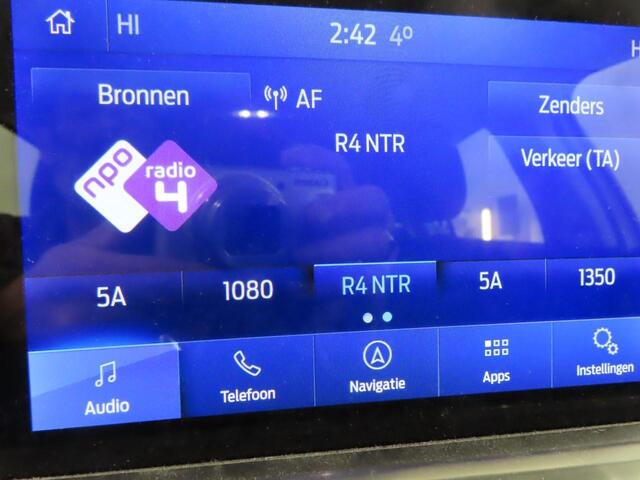 HI 2:42 4° H
Bronnen AF Zenders
R4 NTR
Verkeer (TA)
npo radio 4
5A 1080 R4 NTR 5A 1350
Audio Telefoon Navigatie Apps Instellingen